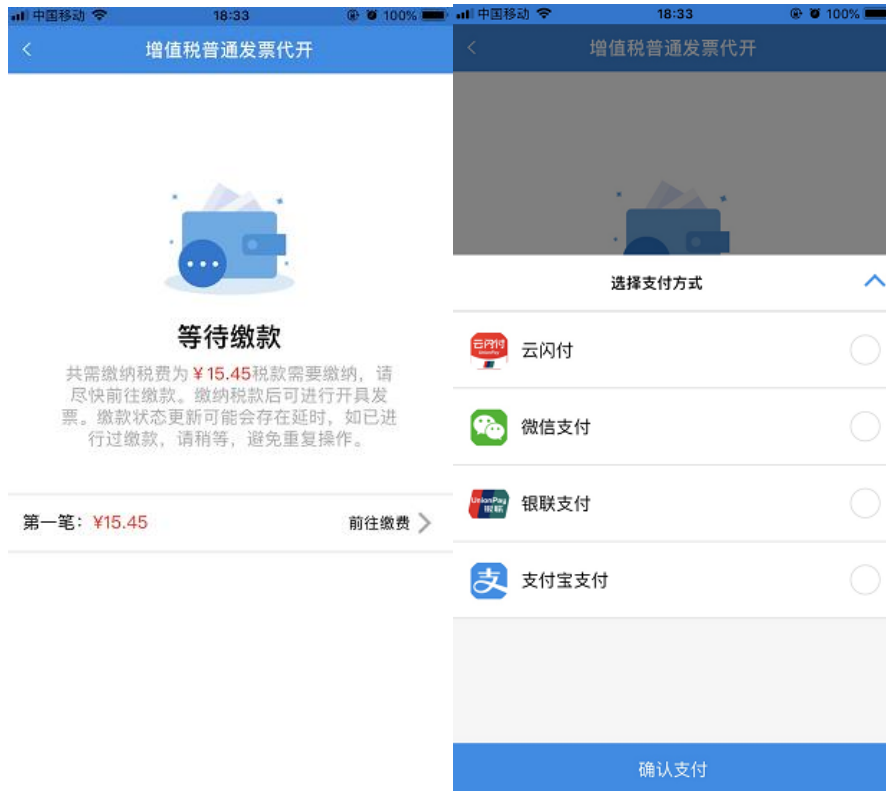 中国移动 18:33 100%
增值税普通发票代开
等待缴款
共需缴纳税费为￥15.45税款需要缴纳，请
尽快前往缴款。缴纳税款后可进行开具发
票。缴款状态更新可能会存在延时，如已进
行过缴款，请稍等，避免重复操作。
第一笔：¥15.45 前往缴费
中国移动 18:33 100%
增值税普通发票代开
选择支付方式
云闪付
UnionPay
云闪付
微信支付
UnionPay
银联
银联支付
支
支付宝支付
确认支付